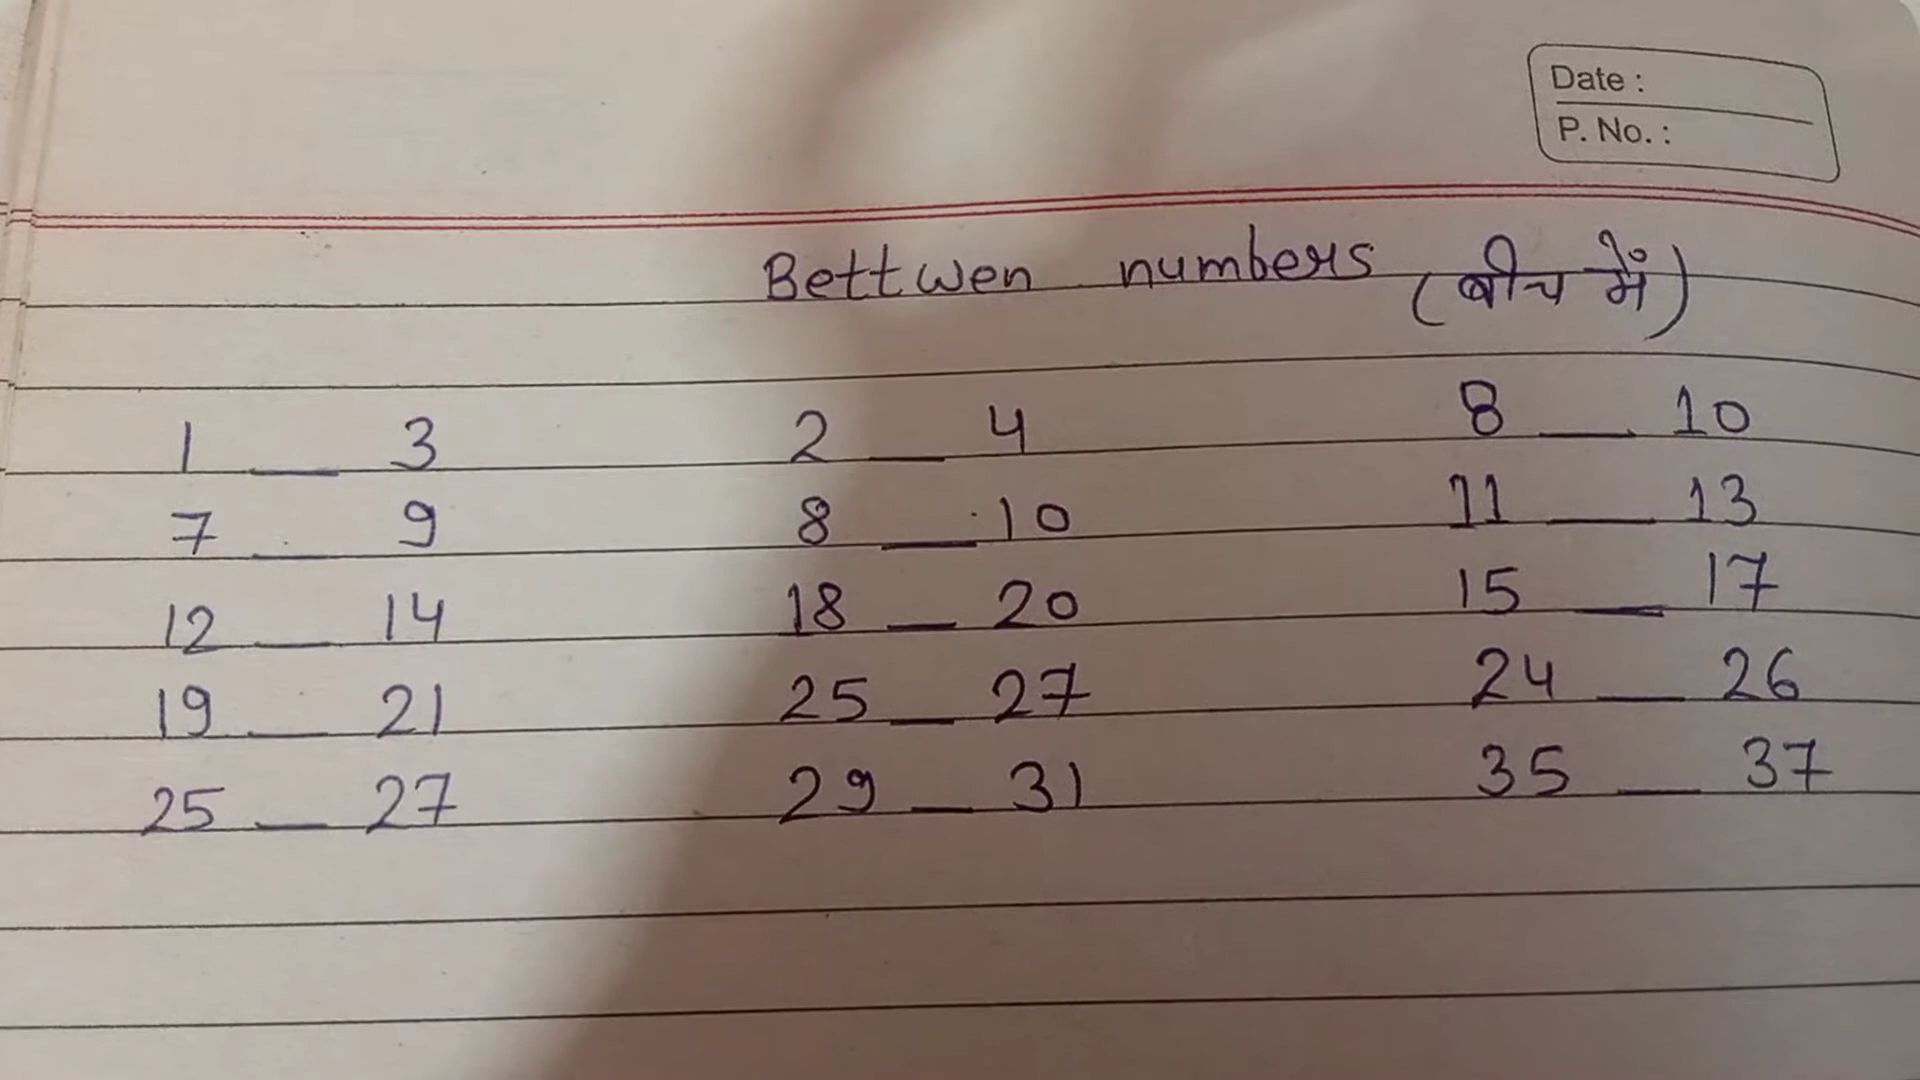 Date :
P. No. :
Bettwen numbers (बीच में)
1 __ 3 2 __ 4 8 __ 10
7 __ 9 8 __ 10 11 __ 13
12 __ 14 18 __ 20 15 __ 17
19 __ 21 25 __ 27 24 __ 26
25 __ 27 29 __ 31 35 __ 37